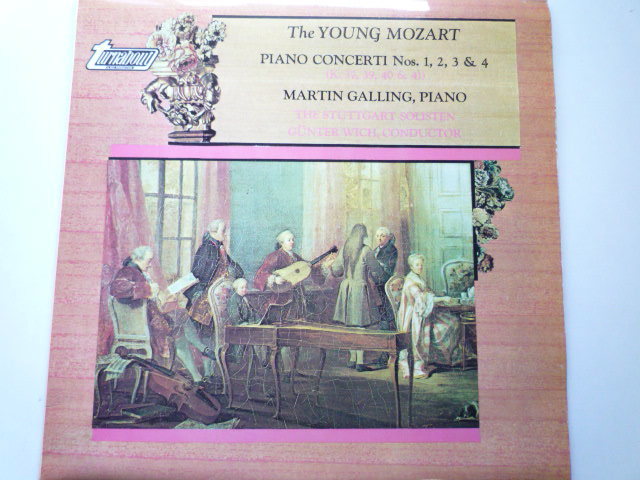 turnabout
The YOUNG MOZART
PIANO CONCERTI Nos. 1, 2, 3 & 4
(K. 37, 39, 40 & 41)
MARTIN GALLING, PIANO
THE STUTTGART SOLISTEN
GÜNTER WICH, CONDUCTOR